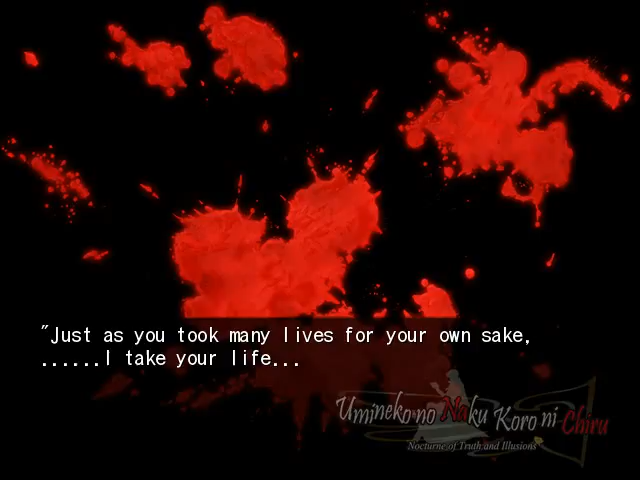 "Just as you took many lives for your own sake,
......I take your life...
Umineko no Naku Koro ni Chiru
Nocturne of Truth and Illusions